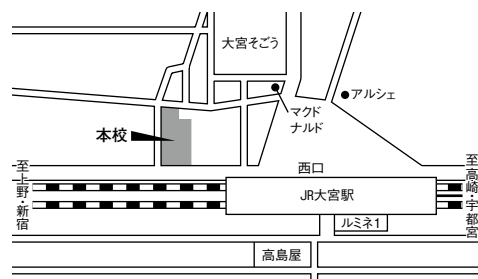 大宮そごう
アルシェ
マクド
ナルド
本校
西口
至上野・新宿
JR大宮駅
至高崎・宇都宮
ルミネ1
高島屋